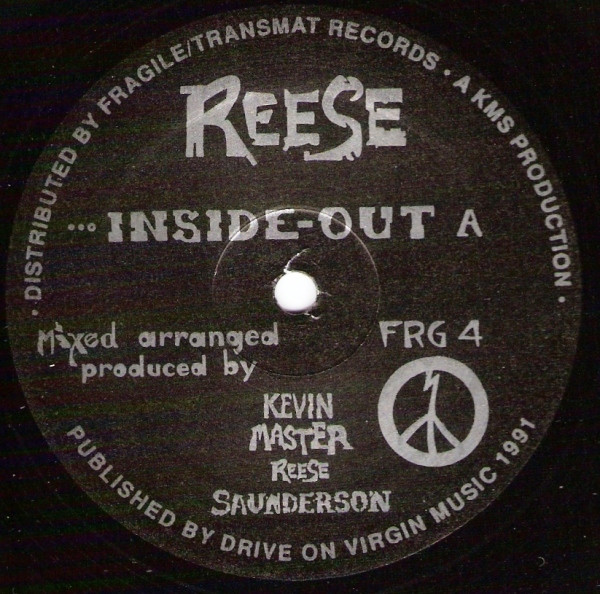 • DISTRIBUTED BY FRAGILE/TRANSMAT RECORDS • A KMS PRODUCTION •
REESE
... INSIDE-OUT A
Mixed arranged
produced by
FRG 4
KEVIN
MASTER
REESE
SAUNDERSON
PUBLISHED BY DRIVE ON VIRGIN MUSIC 1991